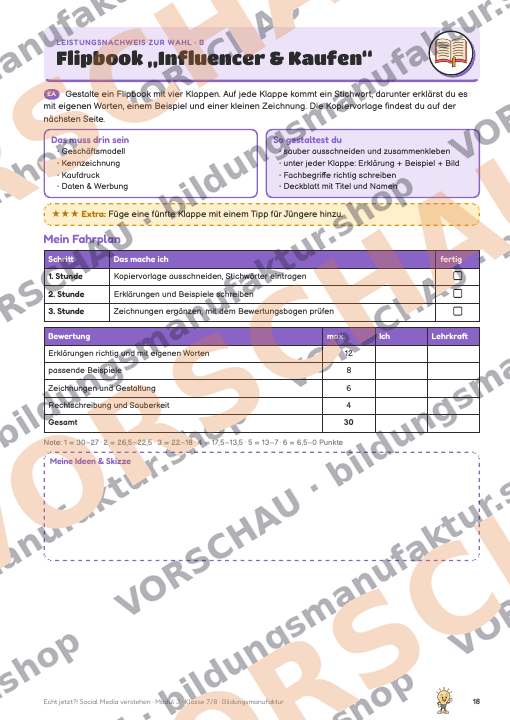 LEISTUNGSNACHWEIS ZUR WAHL · B
Flipbook „Influencer & Kaufen“
EA Gestalte ein Flipbook mit vier Klappen. Auf jede Klappe kommt ein Stichwort, darunter erklärst du es
mit eigenen Worten, einem Beispiel und einer kleinen Zeichnung. Die Kopiervorlage findest du auf der
nächsten Seite.
Das muss drin sein
· Geschäftsmodell
· Kennzeichnung
· Kaufdruck
· Daten & Werbung
So gestaltest du
· sauber ausschneiden und zusammenkleben
· unter jeder Klappe: Erklärung + Beispiel + Bild
· Fachbegriffe richtig schreiben
· Deckblatt mit Titel und Namen
★★★ Extra: Füge eine fünfte Klappe mit einem Tipp für Jüngere hinzu.
Mein Fahrplan
Schritt Das mache ich fertig
1. Stunde Kopiervorlage ausschneiden, Stichwörter eintragen
2. Stunde Erklärungen und Beispiele schreiben
3. Stunde Zeichnungen ergänzen, mit dem Bewertungsbogen prüfen
Bewertung max. Ich Lehrkraft
Erklärungen richtig und mit eigenen Worten 12
passende Beispiele 8
Zeichnungen und Gestaltung 6
Rechtschreibung und Sauberkeit 4
Gesamt 30
Note: 1 = 30–27 · 2 = 26,5–22,5 · 3 = 22–18 · 4 = 17,5–13,5 · 5 = 13–7 · 6 = 6,5–0 Punkte
Meine Ideen & Skizze
VORSCHAU · bildungsmanufaktur.shop
VORSCHAU
Echt jetzt?! Social Media verstehen · Modul 3 · Klasse 7/8 · Bildungsmanufaktur
18